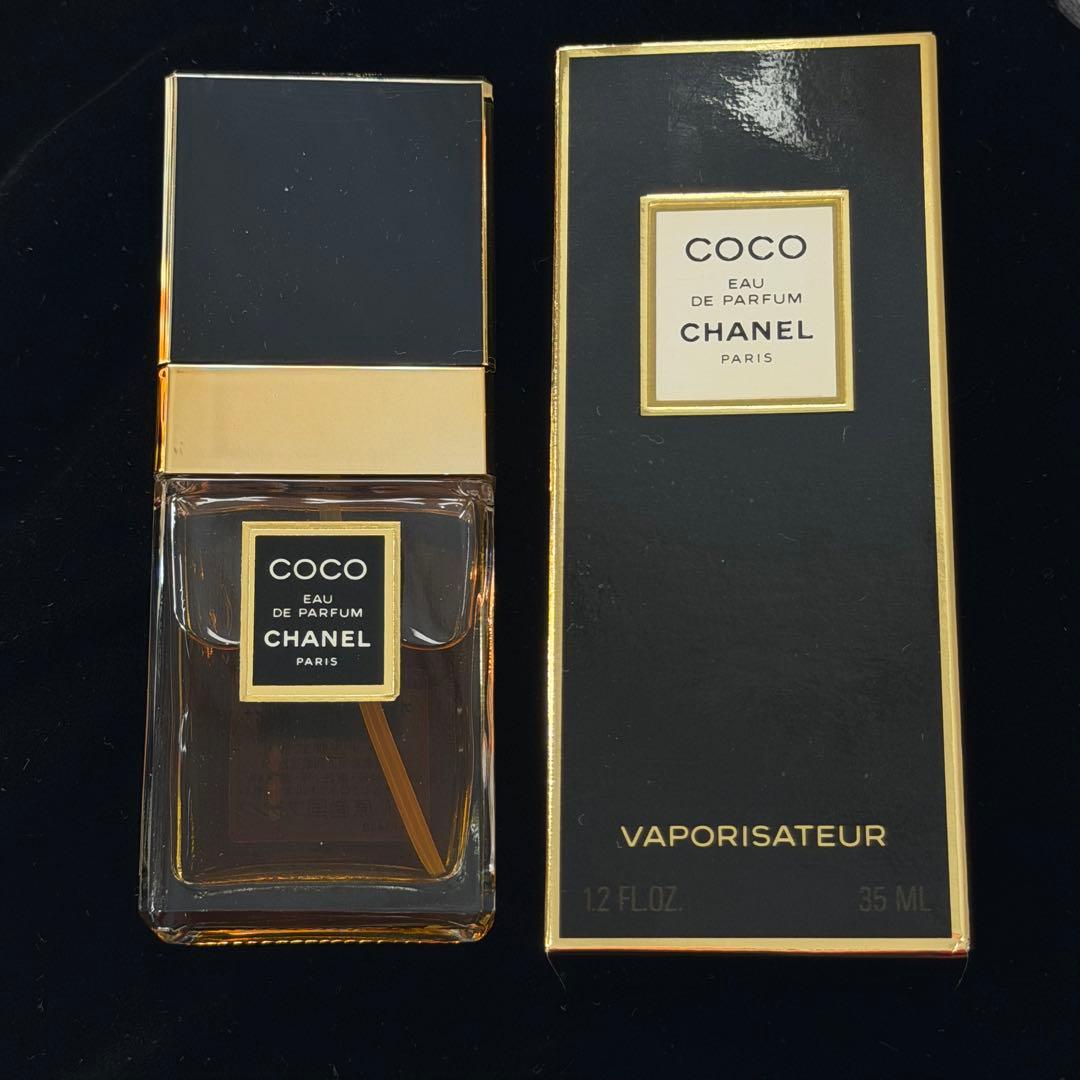 COCO
EAU
DE PARFUM
CHANEL
PARIS
COCO
EAU
DE PARFUM
CHANEL
PARIS
VAPORISATEUR
1.2 FL.OZ. 35 ML